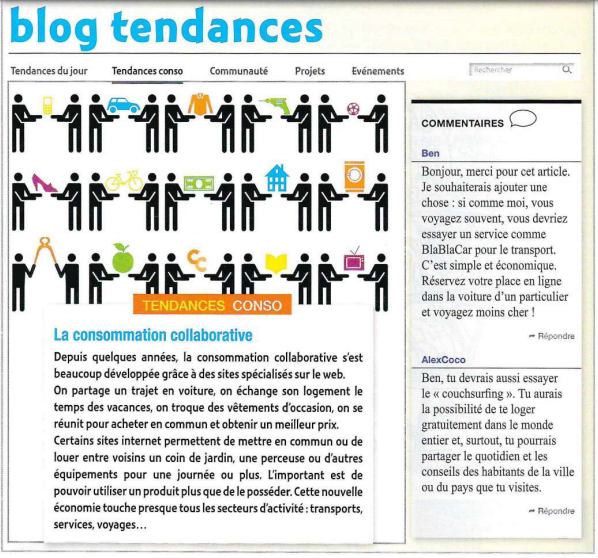 blog tendances
Tendances du jour Tendances conso Communauté Projets Evénements Rechercher
TENDANCES CONSO
La consommation collaborative
Depuis quelques années, la consommation collaborative s'est
beaucoup développée grâce à des sites spécialisés sur le web.
On partage un trajet en voiture, on échange son logement le
temps des vacances, on troque des vêtements d'occasion, on se
réunit pour acheter en commun et obtenir un meilleur prix.
Certains sites internet permettent de mettre en commun ou de
louer entre voisins un coin de jardin, une perceuse ou d'autres
équipements pour une journée ou plus. L'important est de
pouvoir utiliser un produit plus que de le posséder. Cette nouvelle
économie touche presque tous les secteurs d'activité : transports,
services, voyages…
COMMENTAIRES
Ben
Bonjour, merci pour cet article.
Je souhaiterais ajouter une
chose : si comme moi, vous
voyagez souvent, vous devriez
essayer un service comme
BlaBlaCar pour le transport.
C'est simple et économique.
Réservez votre place en ligne
dans la voiture d'un particulier
et voyagez moins cher !
Répondre
AlexCoco
Ben, tu devrais aussi essayer
le « couchsurfing ». Tu aurais
la possibilité de te loger
gratuitement dans le monde
entier et, surtout, tu pourrais
partager le quotidien et les
conseils des habitants de la ville
ou du pays que tu visites.
Répondre